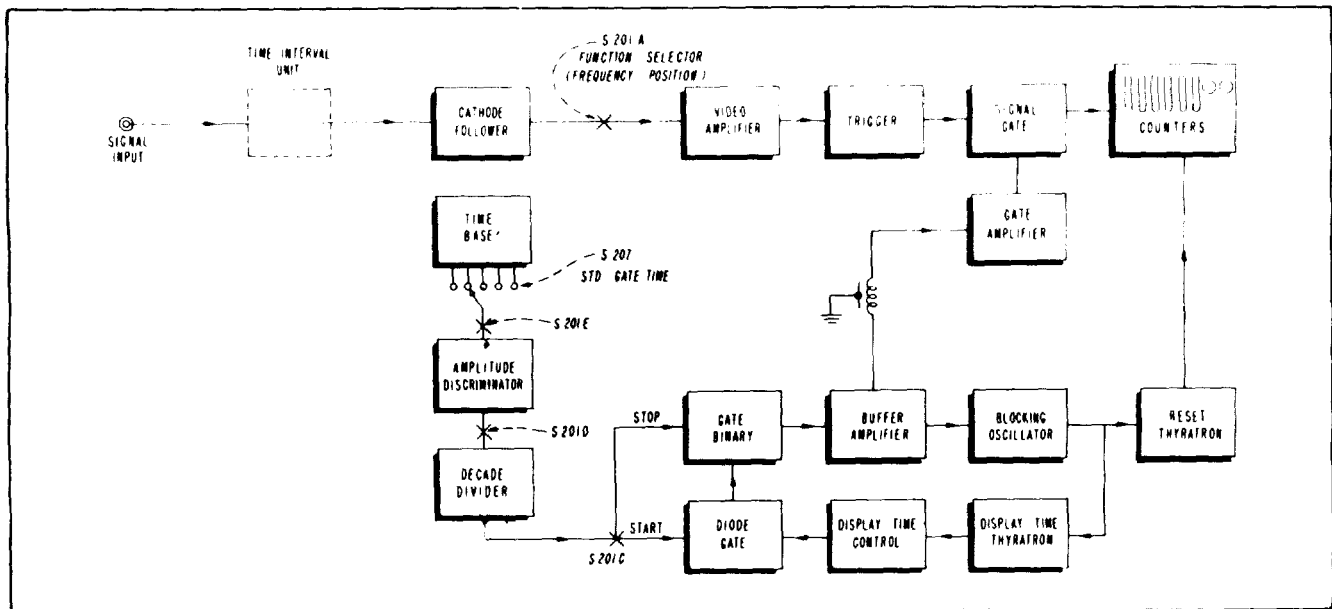 S 201 A
FUNCTION SELECTOR
(FREQUENCY POSITION)
TIME INTERVAL
UNIT
SIGNAL
INPUT
CATHODE
FOLLOWER
VIDEO
AMPLIFIER
TRIGGER
SIGNAL
GATE
COUNTERS
TIME
BASE
S 207
STD GATE TIME
GATE
AMPLIFIER
S 201E
AMPLITUDE
DISCRIMINATOR
S 201D
DECADE
DIVIDER
STOP
GATE
BINARY
BUFFER
AMPLIFIER
BLOCKING
OSCILLATOR
RESET
THYRATRON
START
S 201C
DIODE
GATE
DISPLAY TIME
CONTROL
DISPLAY TIME
THYRATRON